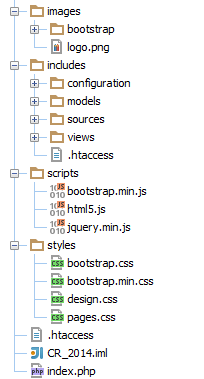 images
bootstrap
logo.png
includes
configuration
models
sources
views
.htaccess
scripts
bootstrap.min.js
html5.js
jquery.min.js
styles
bootstrap.css
bootstrap.min.css
design.css
pages.css
.htaccess
CR_2014.iml
index.php